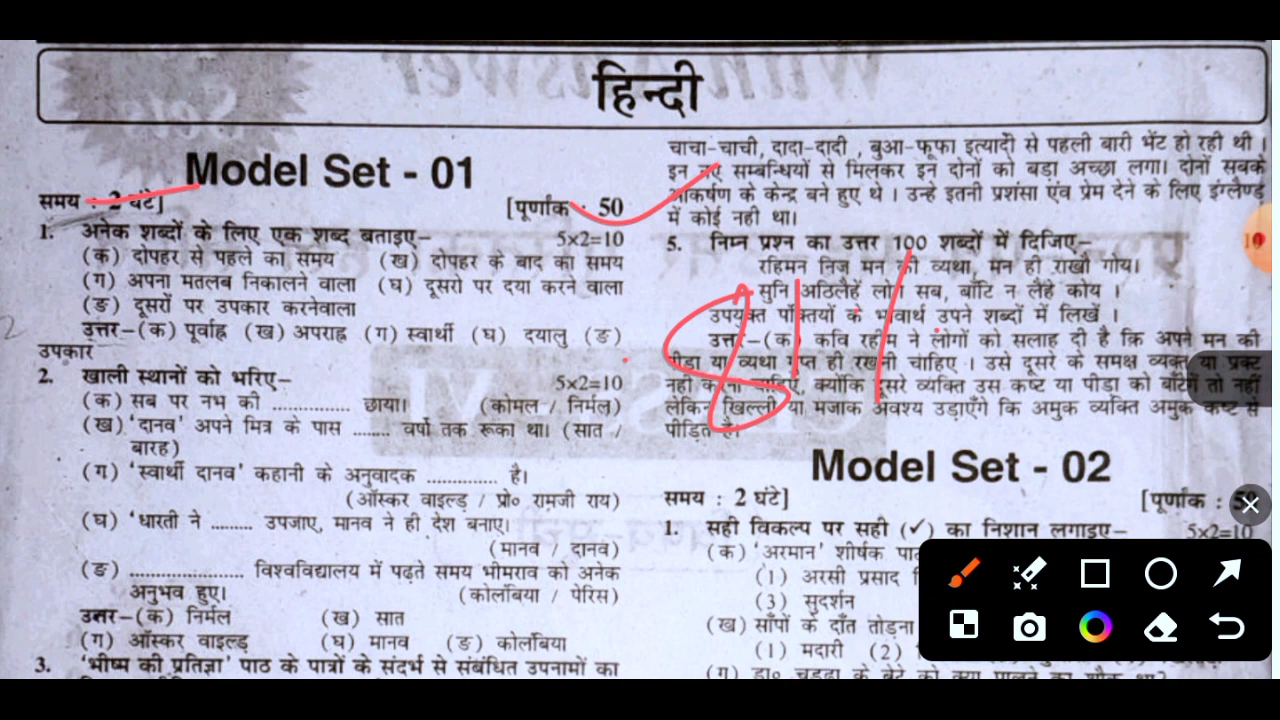 हिन्दी
Model Set - 01
समय : 2 घंटे]
[पूर्णांक : 50
1. अनेक शब्दों के लिए एक शब्द बताइए– 5×2=10
(क) दोपहर से पहले का समय (ख) दोपहर के बाद का समय
(ग) अपना मतलब निकालने वाला (घ) दूसरो पर दया करने वाला
(ङ) दूसरों पर उपकार करनेवाला
उत्तर–(क) पूर्वाह्न (ख) अपराह्न (ग) स्वार्थी (घ) दयालु (ङ)
उपकार
2. खाली स्थानों को भरिए– 5×2=10
(क) सब पर नभ की .............. छाया। (कोमल / निर्मल)
(ख) 'दानव' अपने मित्र के पास ........ वर्षो तक रूका था। (सात /
बारह)
(ग) 'स्वार्थी दानव' कहानी के अनुवादक ............. है।
(ऑस्कर वाइल्ड / प्रो० रामजी राय)
(घ) 'धारती ने ......... उपजाए, मानव ने ही देश बनाए।
(मानव / दानव)
(ङ) ...................... विश्वविद्यालय में पढ़ते समय भीमराव को अनेक
अनुभव हुए। (कोलंबिया / पेरिस)
उत्तर–(क) निर्मल (ख) सात
(ग) ऑस्कर वाइल्ड (घ) मानव (ङ) कोलंबिया
3. 'भीष्म की प्रतिज्ञा' पाठ के पात्रों के संदर्भ से संबंधित उपनामों का
चाचा-चाची, दादा-दादी , बुआ-फूफा इत्यादी से पहली बारी भेंट हो रही थी ।
इन नए सम्बन्धियों से मिलकर इन दोनों को बड़ा अच्छा लगा। दोनों सबके
आकर्षण के केन्द्र बने हुए थे । उन्हे इतनी प्रशंसा एंव प्रेम देने के लिए इंग्लैण्ड
में कोई नही था।
5. निम्न प्रश्न का उत्तर 100 शब्दों में दिजिए–
रहिमन निज मन की व्यथा, मन ही राखौ गोय।
सुनि अठिलैहें लोग सब, बाँटि न लैहे कोय ।
उपयुक्त पंक्तियों के भावार्थ उपने शब्दों में लिखें ।
उत्तर–(क) कवि रहीम ने लोगों को सलाह दी है कि अपने मन की
पीड़ा या व्यथा गुप्त ही रखनी चाहिए । उसे दूसरे के समक्ष व्यक्त या प्रक्ट
नही करना चाहिए, क्योंकि दूसरे व्यक्ति उस कष्ट या पीड़ा को बाँटेंगे तो नहीं
लेकिन खिल्ली या मजाक अवश्य उड़ाएँगे कि अमुक व्यक्ति अमुक कष्ट से
पीड़ित है।
Model Set - 02
समय : 2 घंटे]
[पूर्णांक :
1. सही विकल्प पर सही (✓) का निशान लगाइए– 5×2=10
(क) 'अरमान' शीर्षक
(1) अरसी प्रसाद
(3) सुदर्शन
(ख) साँपों के दाँत तोड़ना
(1) मदारी (2)